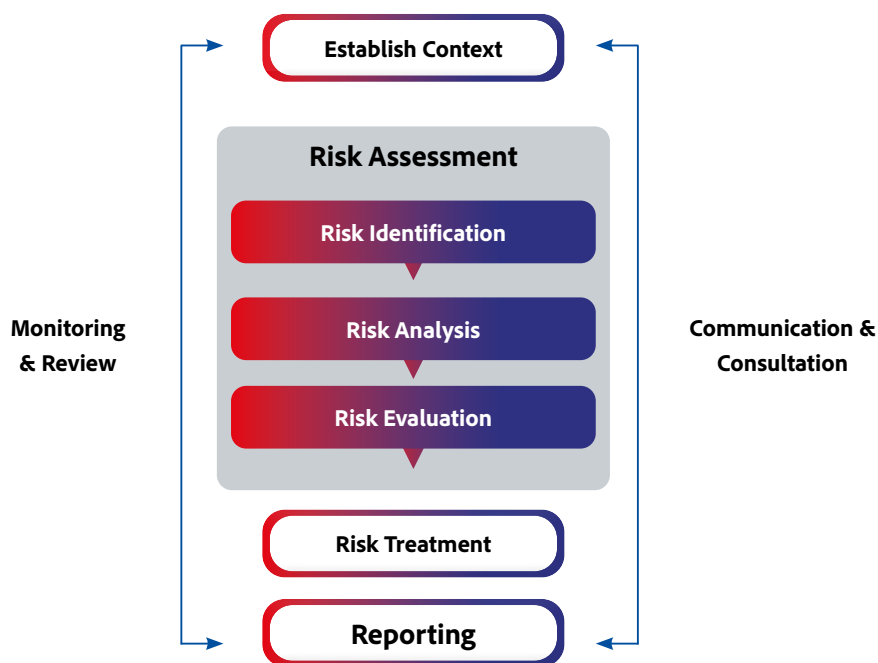 Establish Context
Risk Assessment
Risk Identification
Risk Analysis
Risk Evaluation
Monitoring
& Review
Communication &
Consultation
Risk Treatment
Reporting